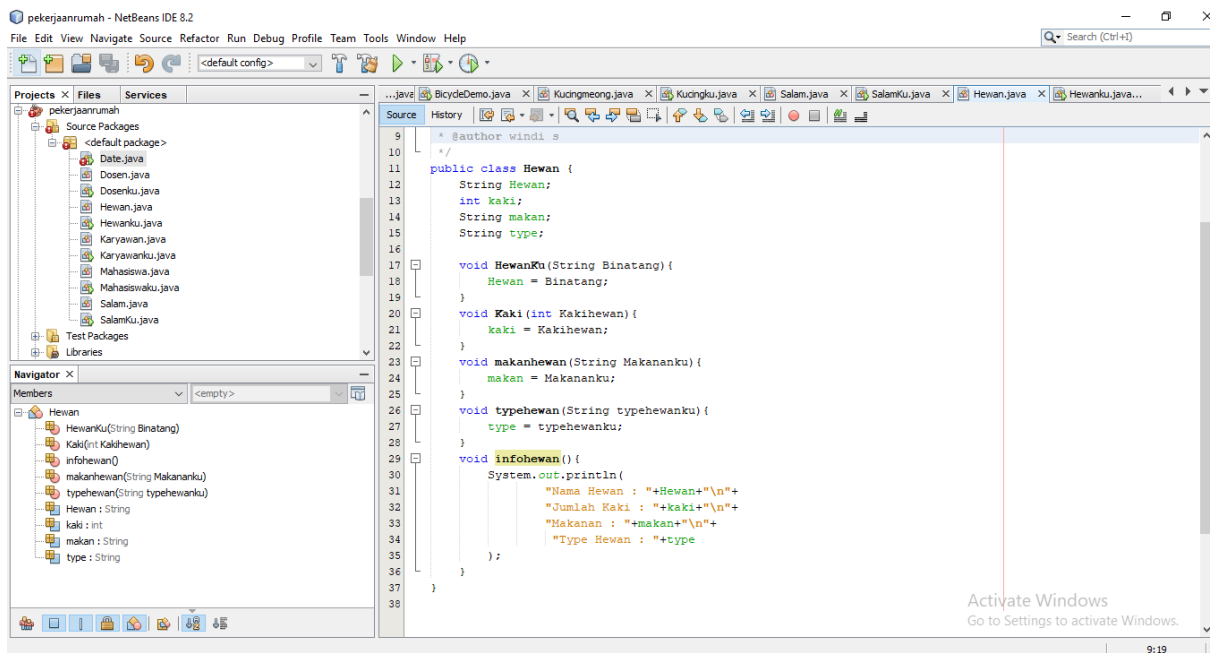 pekerjaanrumah - NetBeans IDE 8.2
File Edit View Navigate Source Refactor Run Debug Profile Team Tools Window Help
Search (Ctrl+I)
<default config>
Projects Files Services
pekerjaanrumah
Source Packages
<default package>
Date.java
Dosen.java
Dosenku.java
Hewan.java
Hewanku.java
Karyawan.java
Karyawanku.java
Mahasiswa.java
Mahasiswaku.java
Salam.java
SalamKu.java
Test Packages
Libraries
Navigator
Members <empty>
Hewan
HewanKu(String Binatang)
Kaki(int Kakihewan)
infohewan()
makanhewan(String Makananku)
typehewan(String typehewanku)
Hewan : String
kaki : int
makan : String
type : String
...java BicycleDemo.java Kucingmeong.java Kucingku.java Salam.java SalamKu.java Hewan.java Hewanku.java...
Source History
9 * @author windi s
10 */
11 public class Hewan {
12 String Hewan;
13 int kaki;
14 String makan;
15 String type;
16
17 void HewanKu(String Binatang){
18 Hewan = Binatang;
19 }
20 void Kaki(int Kakihewan){
21 kaki = Kakihewan;
22 }
23 void makanhewan(String Makananku){
24 makan = Makananku;
25 }
26 void typehewan(String typehewanku){
27 type = typehewanku;
28 }
29 void infohewan(){
30 System.out.println(
31 "Nama Hewan : "+Hewan+"\n"+
32 "Jumlah Kaki : "+kaki+"\n"+
33 "Makanan : "+makan+"\n"+
34 "Type Hewan : "+type
35 );
36 }
37 }
38
Activate Windows
Go to Settings to activate Windows.
9:19